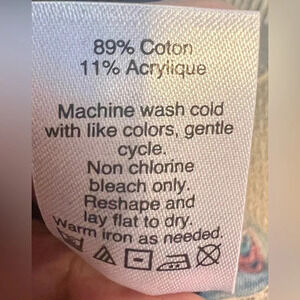 89% Coton
11% Acrylique
Machine wash cold
with like colors, gentle
cycle.
Non chlorine
bleach only.
Reshape and
lay flat to dry.
Warm iron as needed.